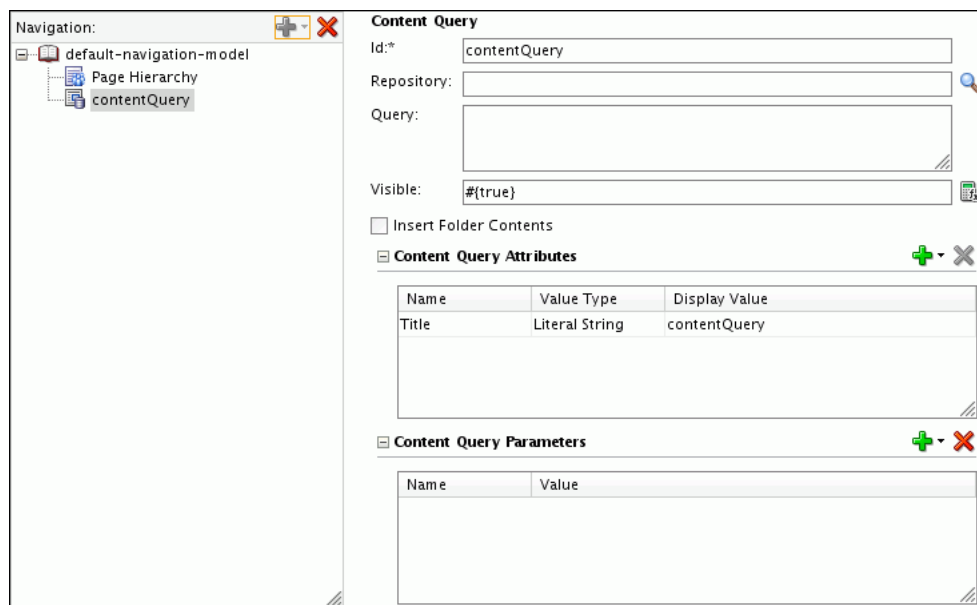 Navigation:
default-navigation-model
Page Hierarchy
contentQuery
Content Query
Id:* contentQuery
Repository:
Query:
Visible: #{true}
Insert Folder Contents
Content Query Attributes
Name Value Type Display Value
Title Literal String contentQuery
Content Query Parameters
Name Value